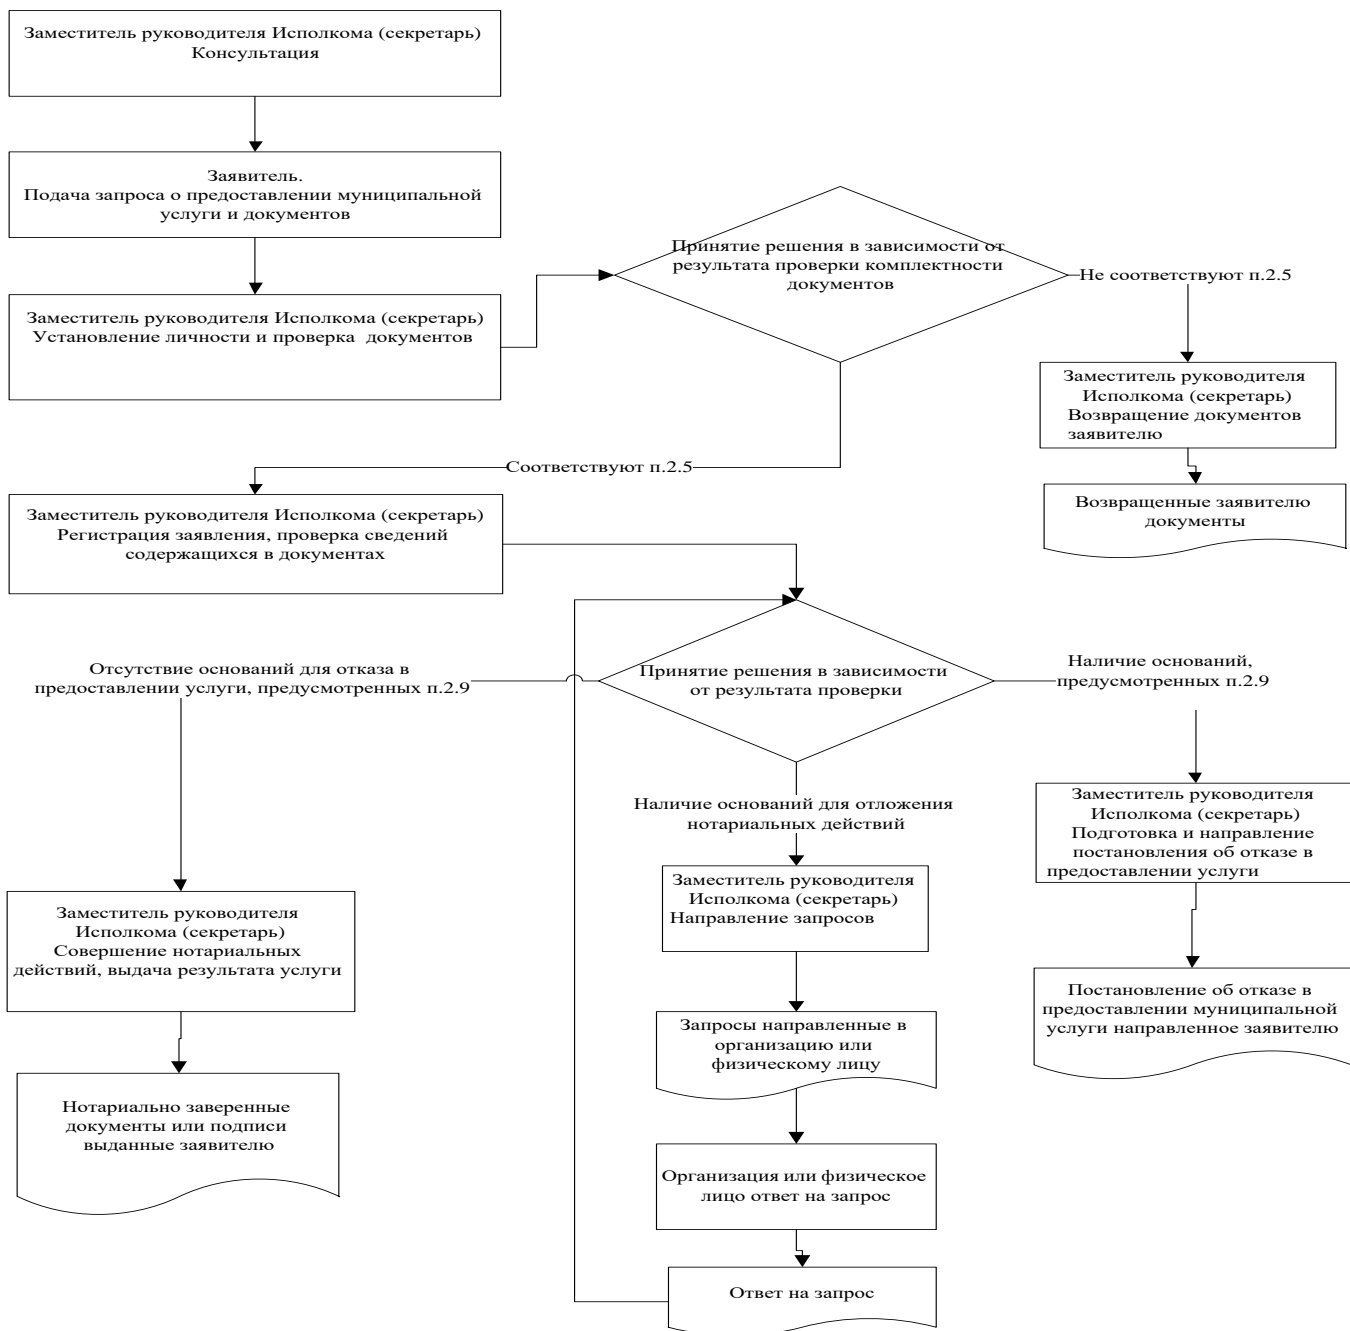 Заместитель руководителя Исполкома (секретарь)
Консультация
Заявитель.
Подача запроса о предоставлении муниципальной
услуги и документов
Принятие решения в зависимости от
результата проверки комплектности
документов
Не соответствуют п.2.5
Заместитель руководителя Исполкома (секретарь)
Установление личности и проверка документов
Заместитель руководителя
Исполкома (секретарь)
Возвращение документов
заявителю
Соответствуют п.2.5
Возвращенные заявителю
документы
Заместитель руководителя Исполкома (секретарь)
Регистрация заявления, проверка сведений
содержащихся в документах
Отсутствие оснований для отказа в
предоставлении услуги, предусмотренных п.2.9
Принятие решения в зависимости
от результата проверки
Наличие оснований,
предусмотренных п.2.9
Наличие оснований для отложения
нотариальных действий
Заместитель руководителя
Исполкома (секретарь)
Подготовка и направление
постановления об отказе в
предоставлении услуги
Заместитель руководителя
Исполкома (секретарь)
Направление запросов
Заместитель руководителя
Исполкома (секретарь)
Совершение нотариальных
действий, выдача результата услуги
Постановление об отказе в
предоставлении муниципальной
услуги направленное заявителю
Запросы направленные в
организацию или
физическому лицу
Нотариально заверенные
документы или подписи
выданные заявителю
Организация или физическое
лицо ответ на запрос
Ответ на запрос